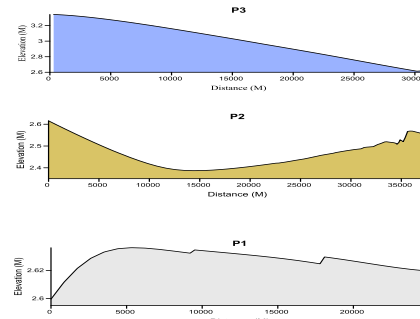 P3
Elevation (M)
3.2
3
2.8
2.6
0 5000 10000 15000 20000 25000
Distance (M)
P2
Elevation (M)
2.6
2.5
2.4
0 5000 10000 15000 20000 25000 30000 35000
Distance (M)
P1
Elevation (M)
2.62
2.6
0 5000 10000 15000 20000